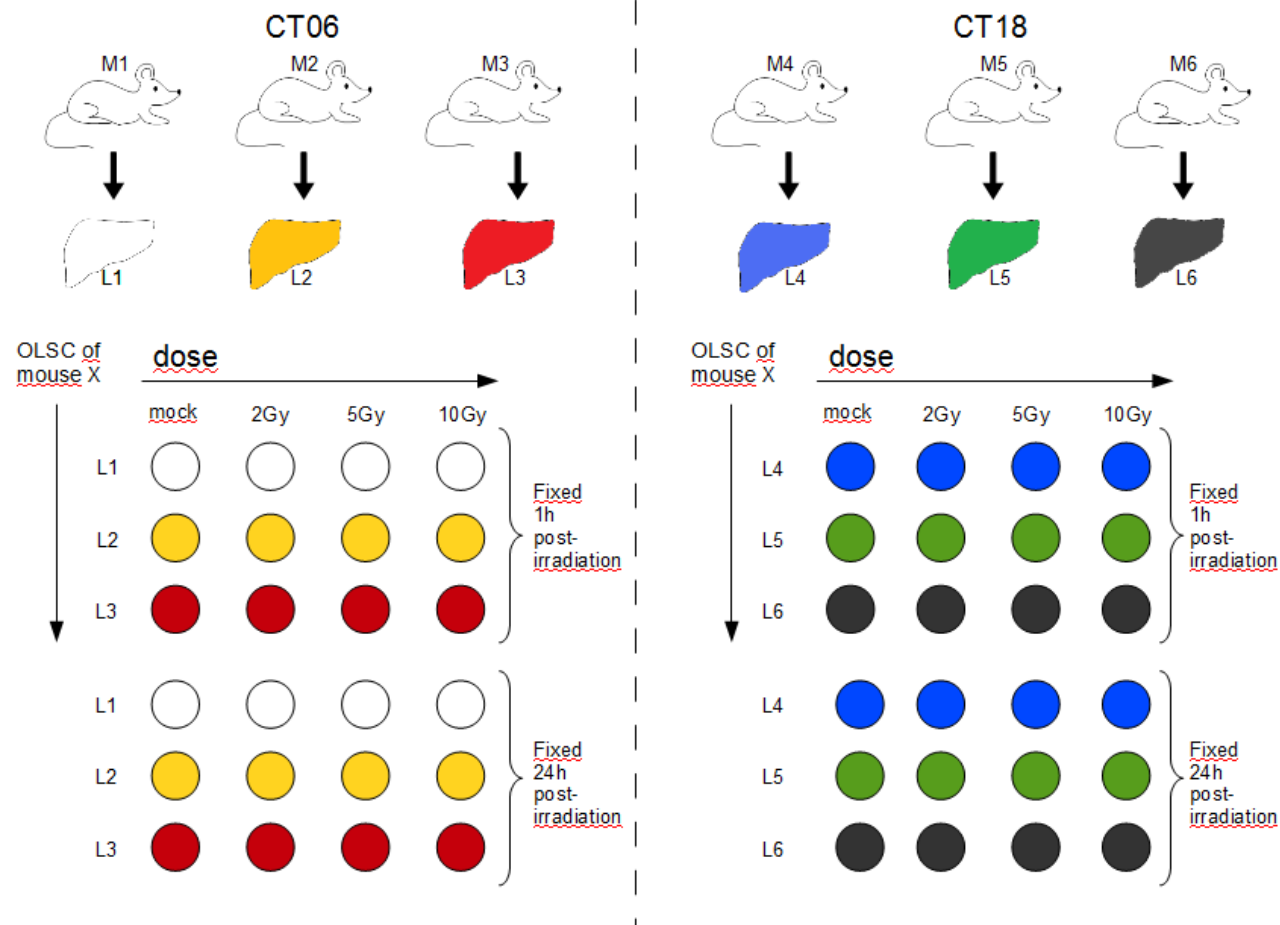 CT06
M1 M2 M3
L1 L2 L3
OLSC of
mouse X
dose
mock 2Gy 5Gy 10Gy
L1
L2
L3
Fixed
1h
post-
irradiation
L1
L2
L3
Fixed
24h
post-
irradiation
CT18
M4 M5 M6
L4 L5 L6
OLSC of
mouse X
dose
mock 2Gy 5Gy 10Gy
L4
L5
L6
Fixed
1h
post-
irradiation
L4
L5
L6
Fixed
24h
post-
irradiation